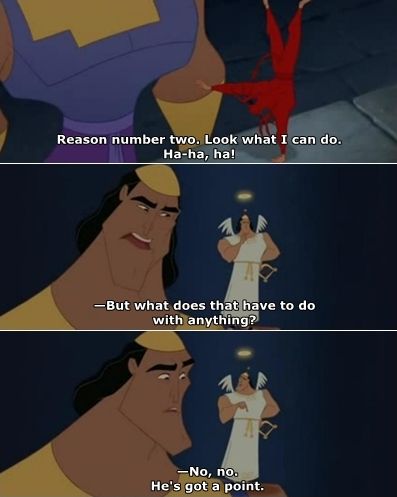 Reason number two. Look what I can do.
Ha-ha, ha!
—But what does that have to do
with anything?
—No, no.
He's got a point.